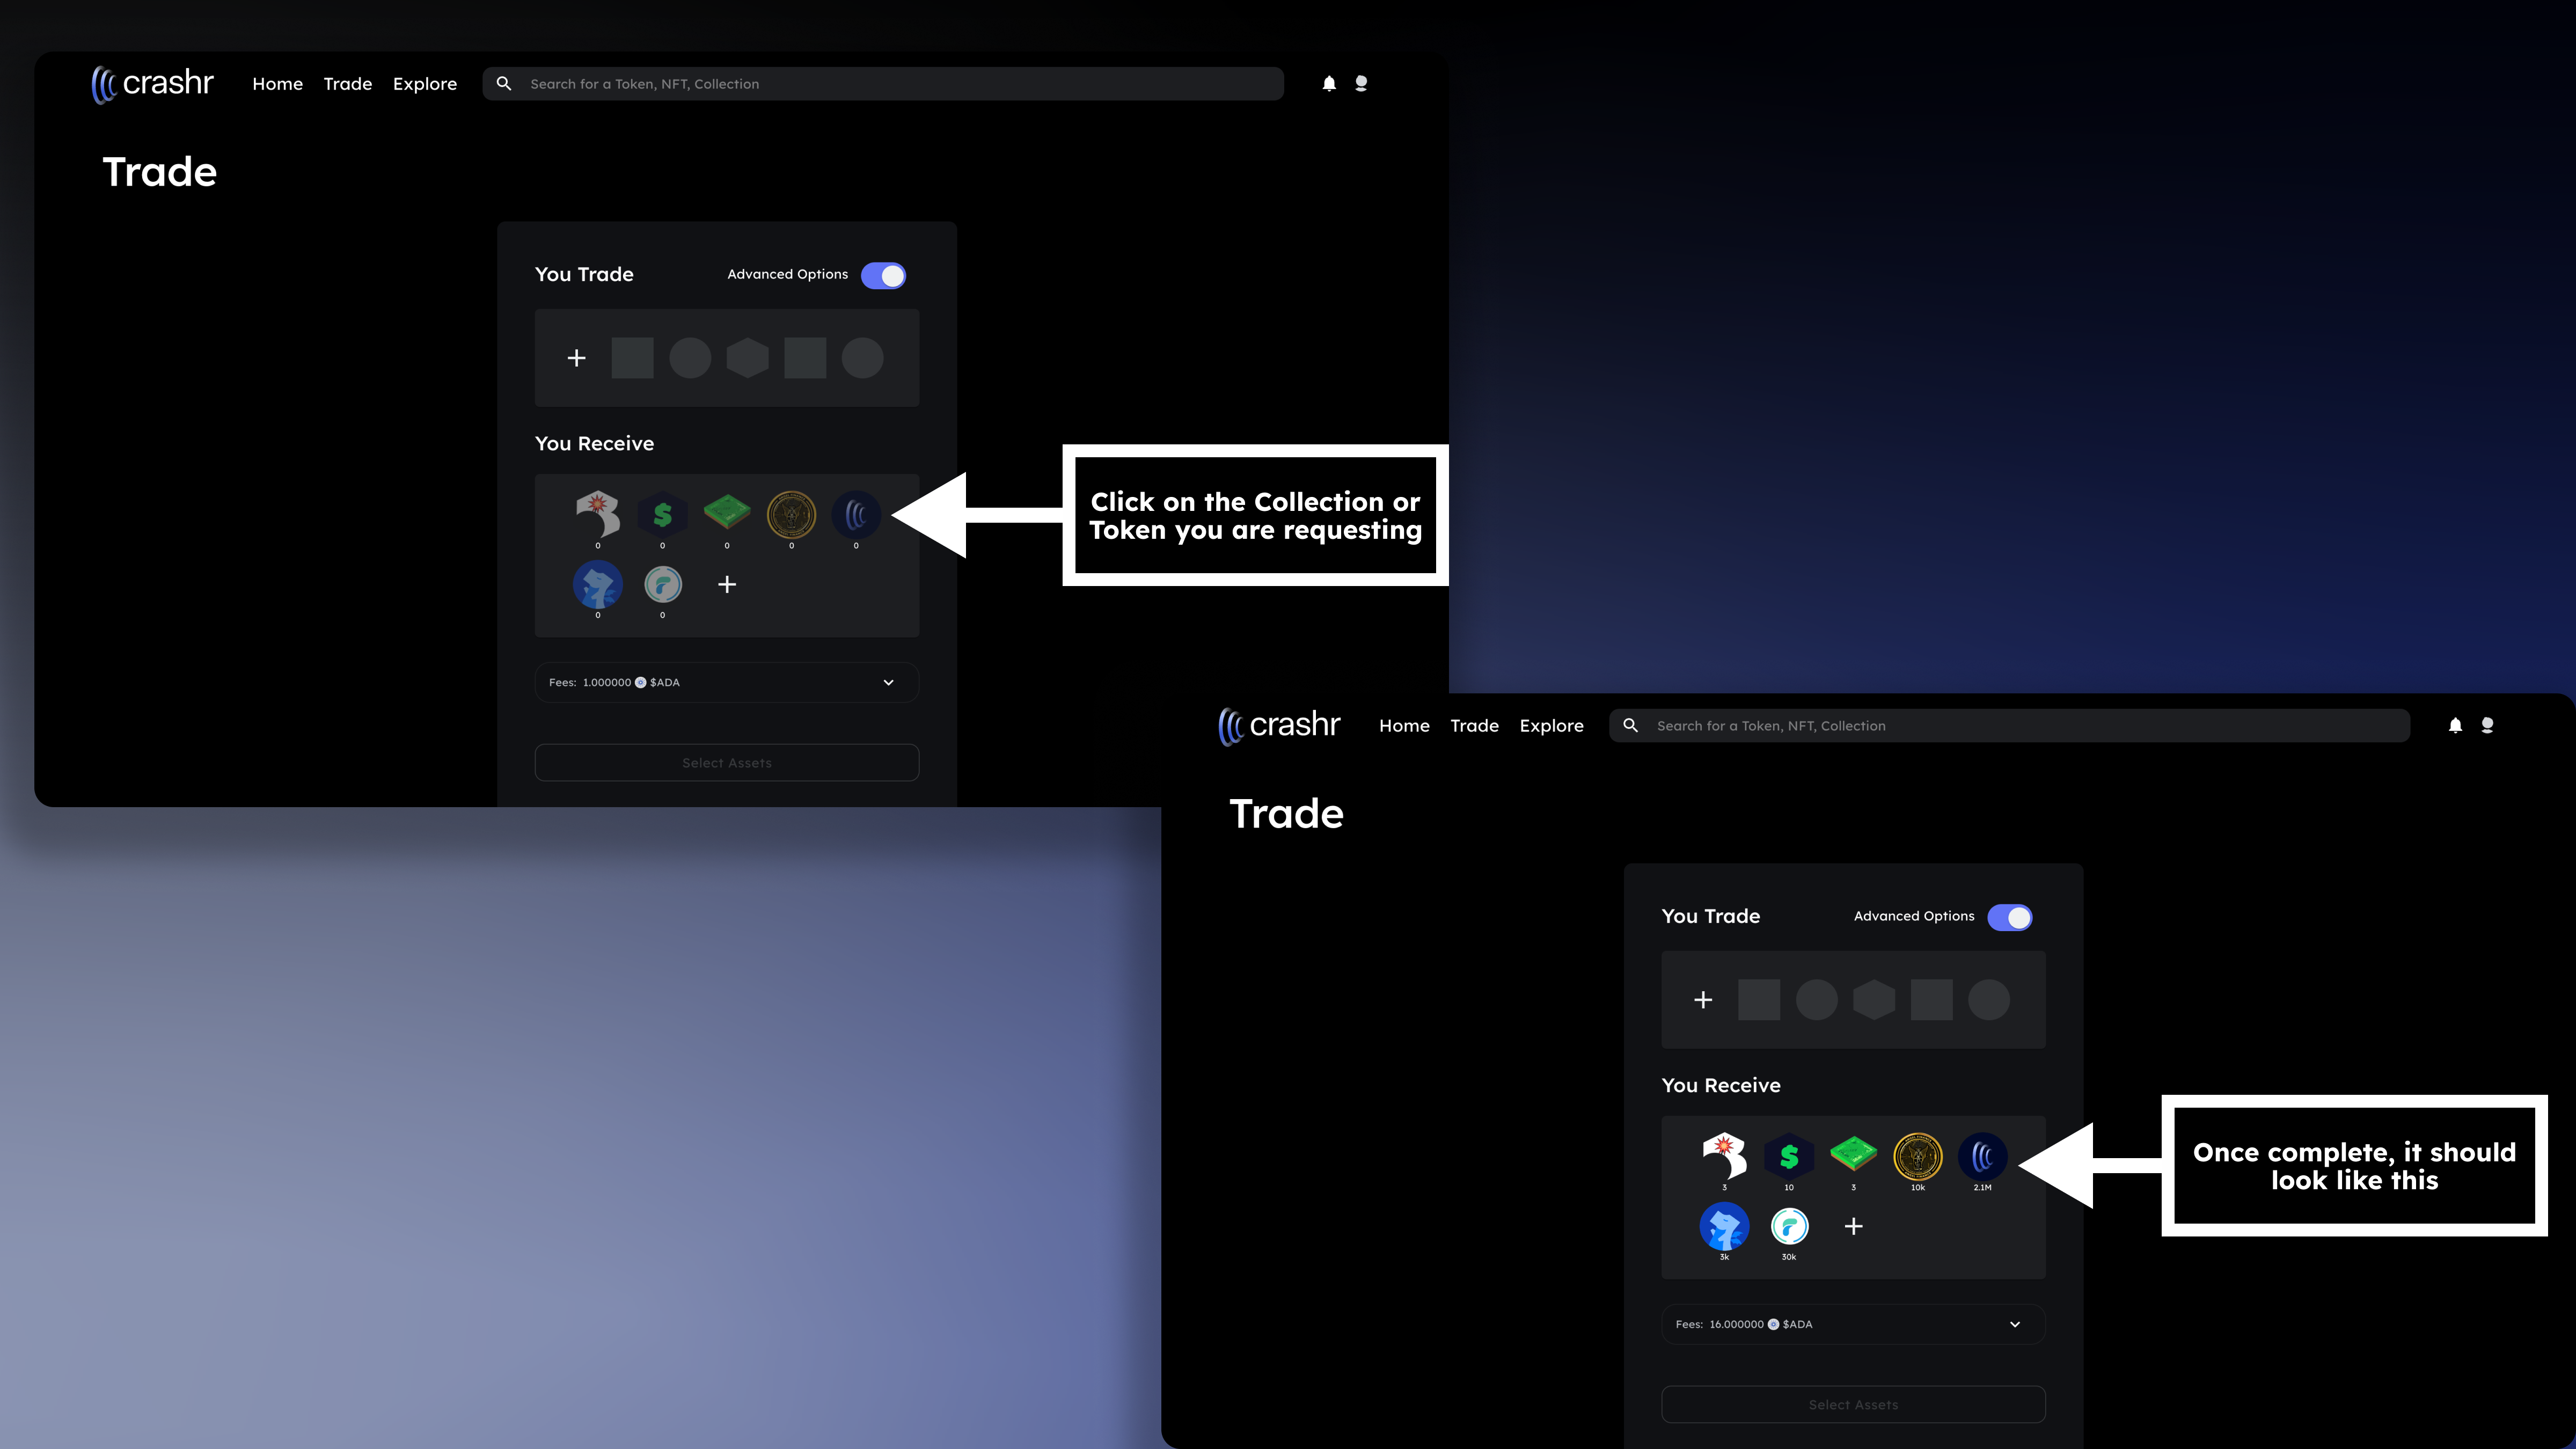 crashr Home Trade Explore Search for a Token, NFT, Collection
Trade
You Trade Advanced Options
You Receive
0 0 0 0 0
0 0
Fees: 1.000000 $ADA
Select Assets
Click on the Collection or
Token you are requesting
crashr Home Trade Explore Search for a Token, NFT, Collection
Trade
You Trade Advanced Options
You Receive
3 10 3 10k 2.1M
3k 30k
Fees: 16.000000 $ADA
Select Assets
Once complete, it should
look like this